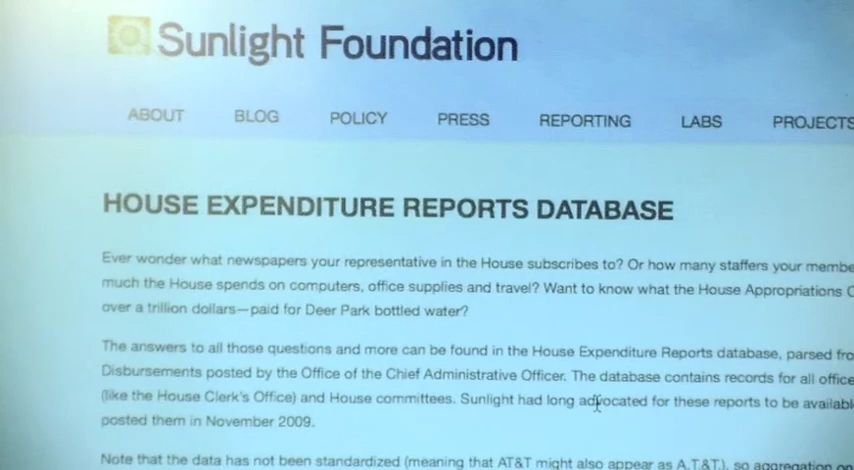 Sunlight Foundation
ABOUT BLOG POLICY PRESS REPORTING LABS PROJECTS
HOUSE EXPENDITURE REPORTS DATABASE
Ever wonder what newspapers your representative in the House subscribes to? Or how many staffers your membe
much the House spends on computers, office supplies and travel? Want to know what the House Appropriations C
over a trillion dollars—paid for Deer Park bottled water?
The answers to all those questions and more can be found in the House Expenditure Reports database, parsed fro
Disbursements posted by the Office of the Chief Administrative Officer. The database contains records for all office
(like the House Clerk's Office) and House committees. Sunlight had long advocated for these reports to be availabl
posted them in November 2009.
Note that the data has not been standardized (meaning that AT&T might also appear as A.T.&T.), so aggregation on